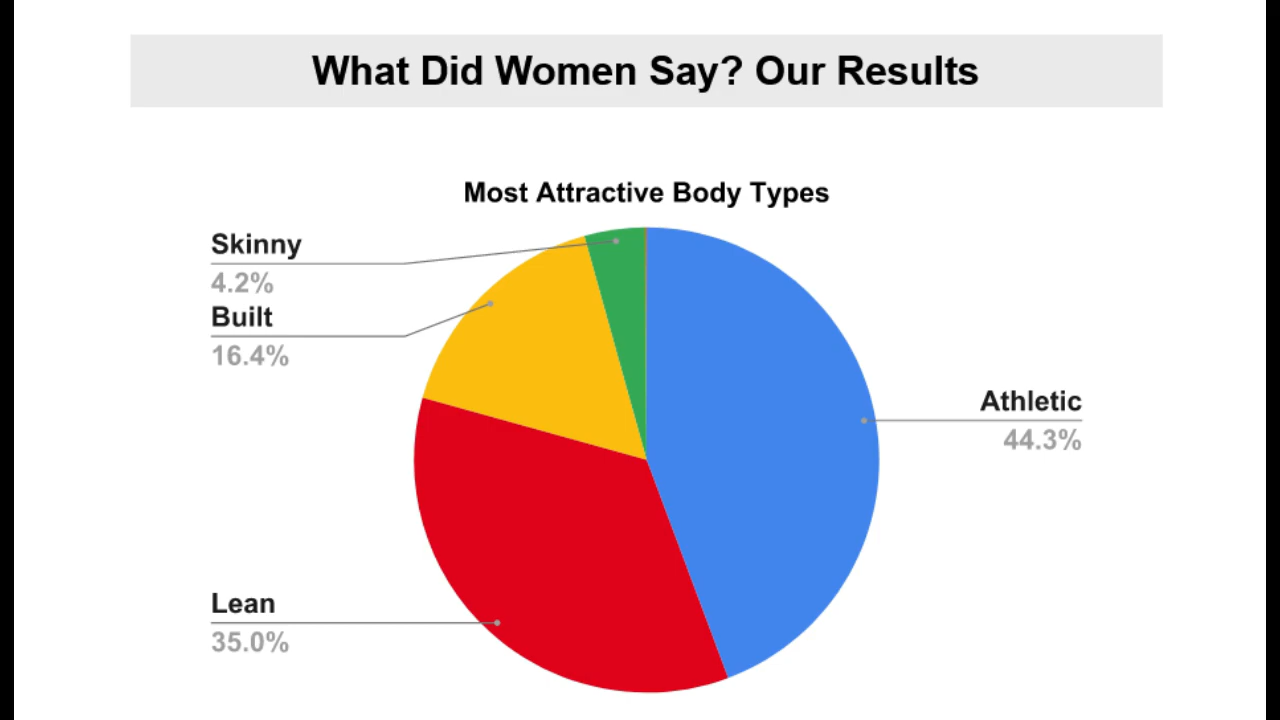 What Did Women Say? Our Results
Most Attractive Body Types
Skinny
4.2%
Built
16.4%
Athletic
44.3%
Lean
35.0%